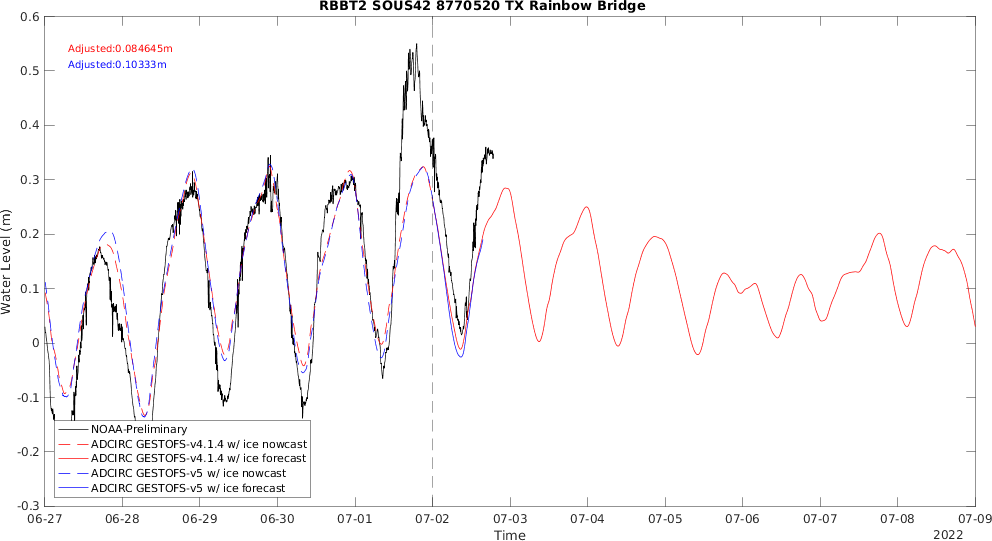 RBBT2 SOUS42 8770520 TX Rainbow Bridge
Adjusted:0.084645m
Adjusted:0.10333m
Water Level (m)
0.6
0.5
0.4
0.3
0.2
0.1
0
-0.1
-0.2
-0.3
NOAA-Preliminary
ADCIRC GESTOFS-v4.1.4 w/ ice nowcast
ADCIRC GESTOFS-v4.1.4 w/ ice forecast
ADCIRC GESTOFS-v5 w/ ice nowcast
ADCIRC GESTOFS-v5 w/ ice forecast
06-27 06-28 06-29 06-30 07-01 07-02 07-03 07-04 07-05 07-06 07-07 07-08 07-09
Time
2022